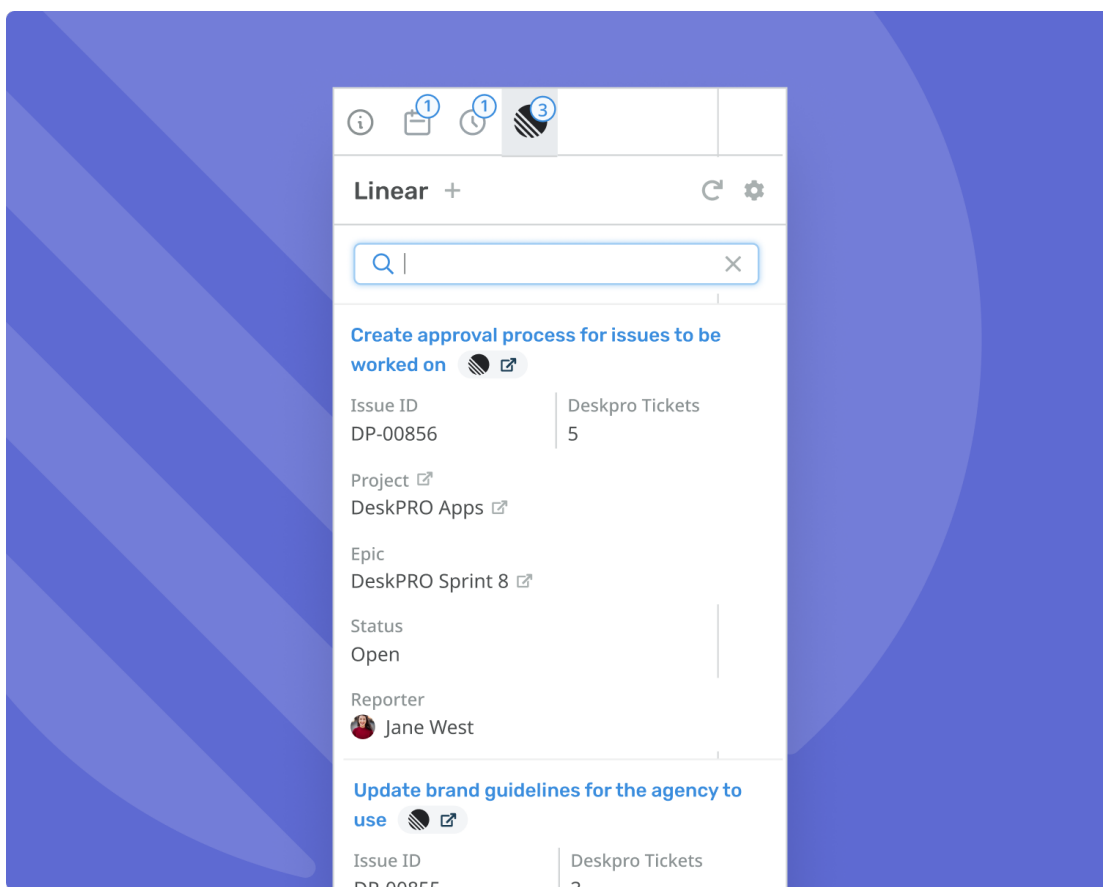 1 1 3
Linear
Create approval process for issues to be
worked on
Issue ID Deskpro Tickets
DP-00856 5
Project
DeskPRO Apps
Epic
DeskPRO Sprint 8
Status
Open
Reporter
Jane West
Update brand guidelines for the agency to
use
Issue ID Deskpro Tickets
DP-00855